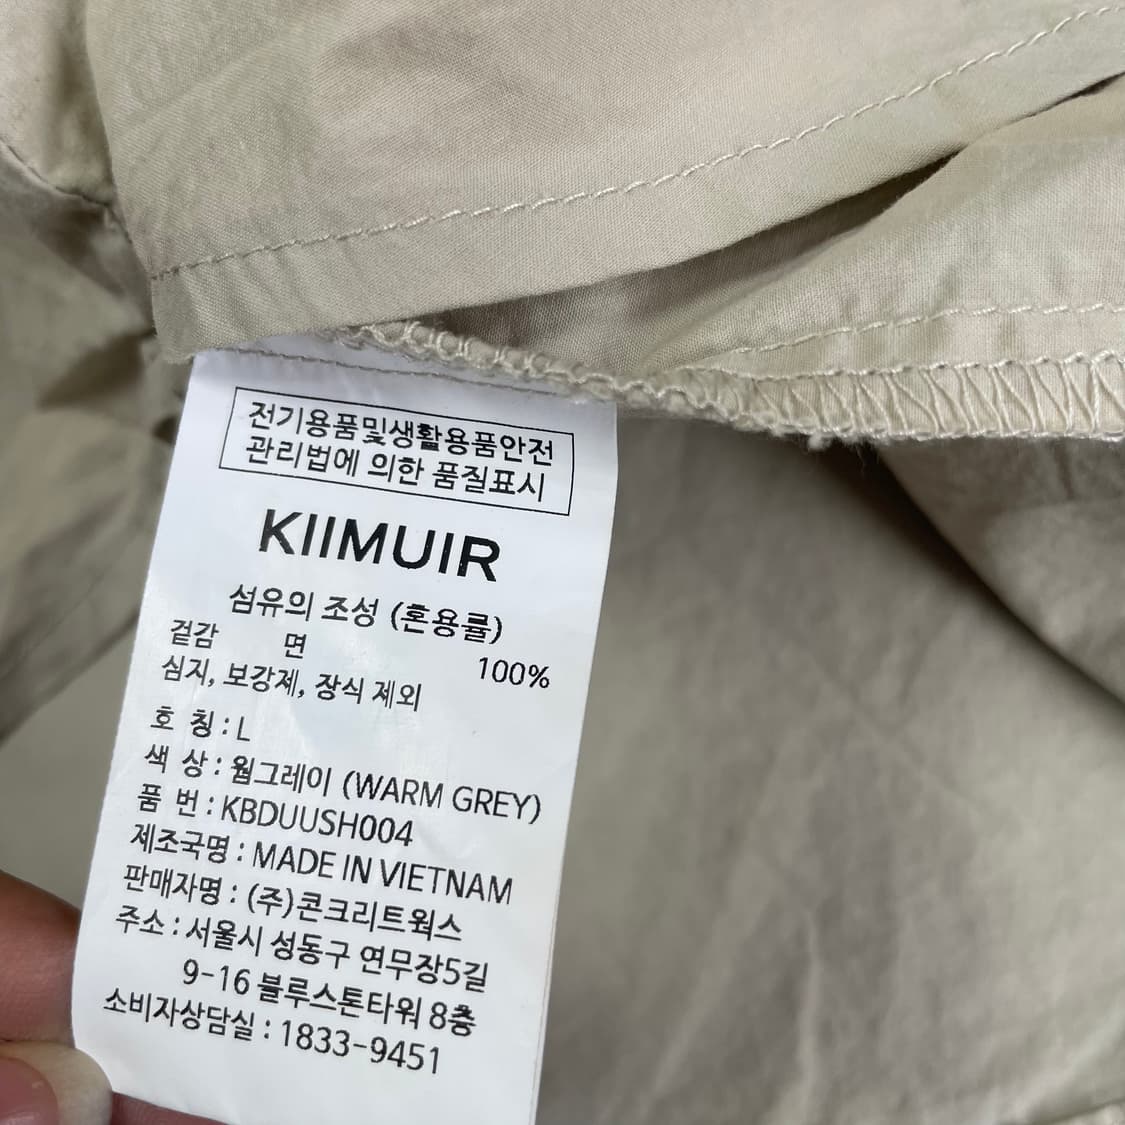 전기용품및생활용품안전
관리법에 의한 품질표시
KIIMUIR
섬유의 조성 (혼용률)
겉감 면 100%
심지, 보강제, 장식 제외
호 칭 : L
색 상 : 웜그레이 (WARM GREY)
품 번 : KBDUUSH004
제조국명 : MADE IN VIETNAM
판매자명 : (주)콘크리트웍스
주소 : 서울시 성동구 연무장5길
9-16 블루스톤타워 8층
소비자상담실 : 1833-9451